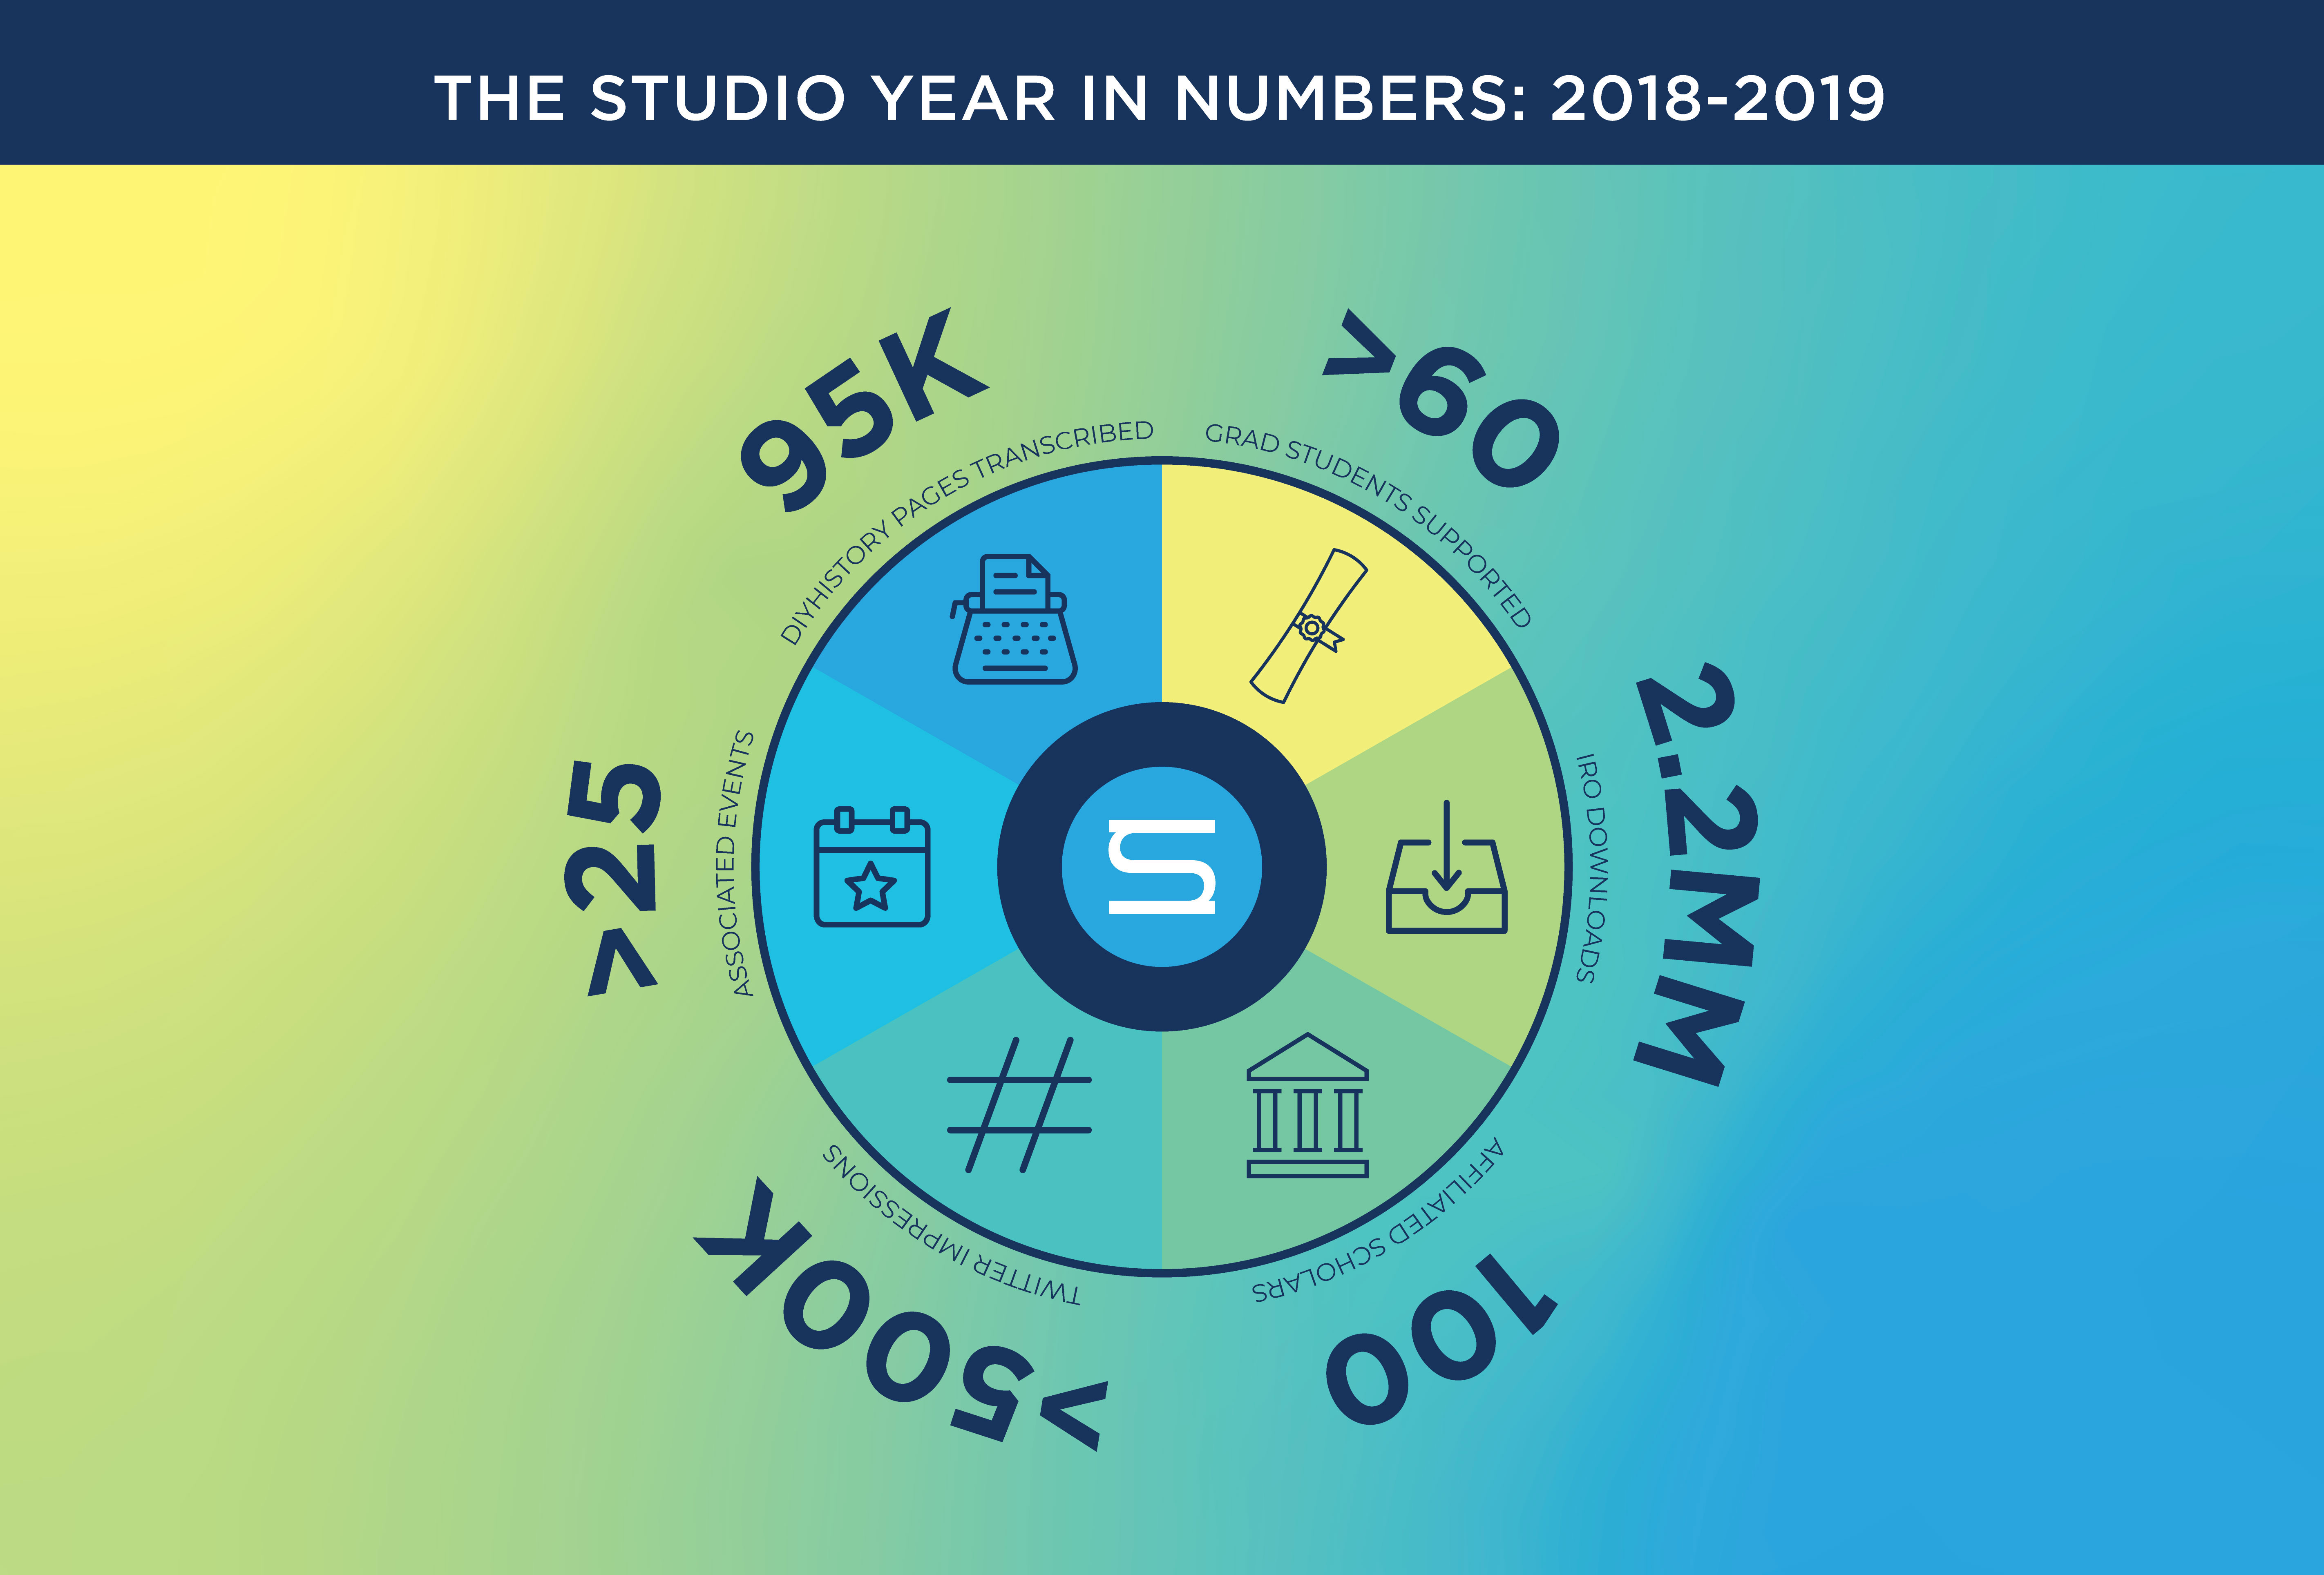 THE STUDIO YEAR IN NUMBERS: 2018-2019
>60
GRAD STUDENTS SUPPORTED
2.2MM
IRO DOWNLOADS
100
AFFILIATED SCHOLARS
>500K
TWITTER IMPRESSIONS
>25
ASSOCIATED EVENTS
95K
DIYHISTORY PAGES TRANSCRIBED
S